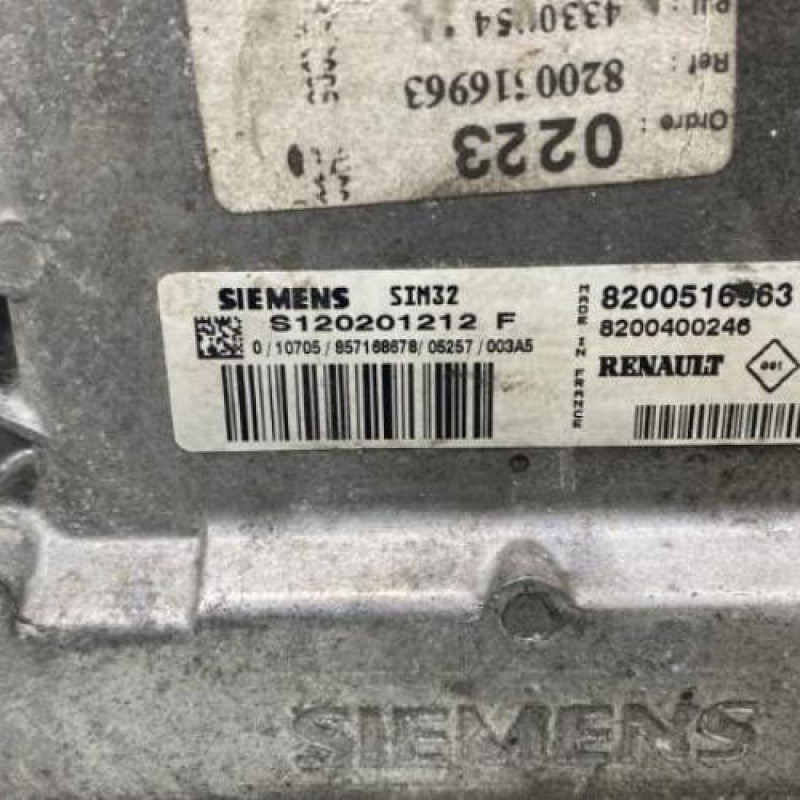 Ordre : 0223
Ref : 8200516963
SIEMENS SIM32
S120201212 F
0/10705/857168678/05257/003A5
MADE IN FRANCE
8200516963
8200400246
RENAULT
001
SIEMENS